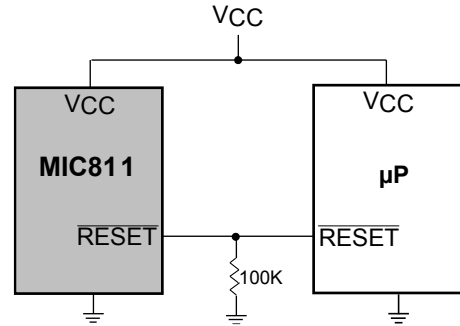 VCC
VCC
VCC
MIC811
µP
RESET
RESET
100K